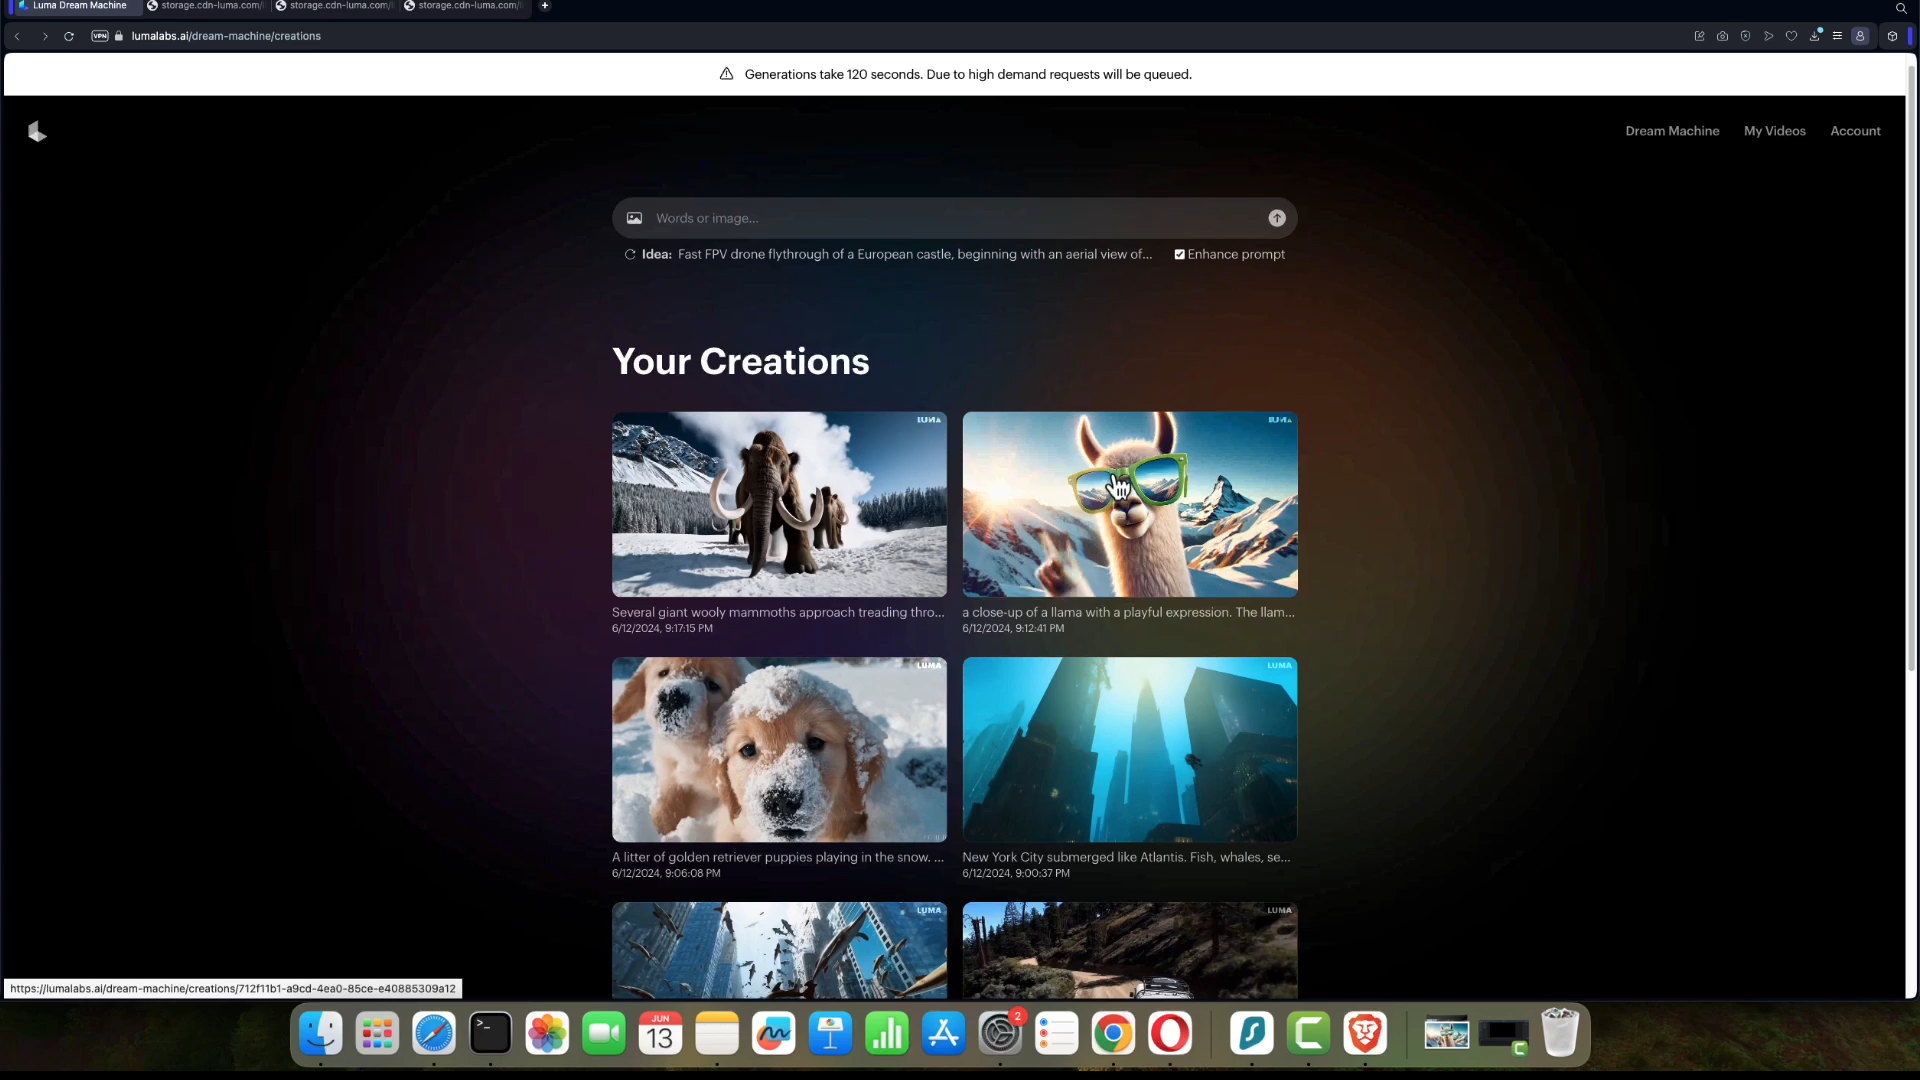 Luma Dream Machine
storage.cdn-luma.com/
storage.cdn-luma.com/
storage.cdn-luma.com/
VPN
lumalabs.ai/dream-machine/creations
Generations take 120 seconds. Due to high demand requests will be queued.
Dream Machine
My Videos
Account
Words or image...
Idea: Fast FPV drone flythrough of a European castle, beginning with an aerial view of...
Enhance prompt
Your Creations
LUMA
LUMA
Several giant wooly mammoths approach treading thro...
6/12/2024, 9:17:15 PM
a close-up of a llama with a playful expression. The llam...
6/12/2024, 9:12:41 PM
LUMA
LUMA
A litter of golden retriever puppies playing in the snow. ...
6/12/2024, 9:06:08 PM
New York City submerged like Atlantis. Fish, whales, se...
6/12/2024, 9:00:37 PM
LUMA
LUMA
https://lumalabs.ai/dream-machine/creations/712f11b1-a9cd-4ea0-85ce-e40885309a12
JUN
13
2